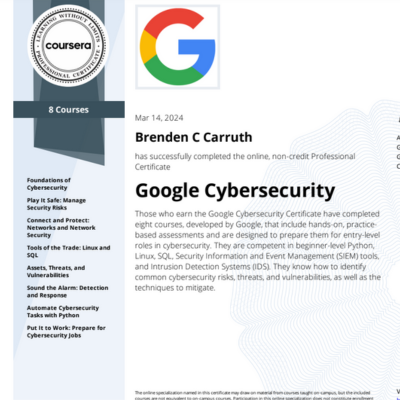 LEARNING WITHOUT LIMITS
coursera
PROFESSIONAL CERTIFICATE
8 Courses
Foundations of
Cybersecurity
Play It Safe: Manage
Security Risks
Connect and Protect:
Networks and Network
Security
Tools of the Trade: Linux and
SQL
Assets, Threats, and
Vulnerabilities
Sound the Alarm: Detection
and Response
Automate Cybersecurity
Tasks with Python
Put It to Work: Prepare for
Cybersecurity Jobs
Mar 14, 2024
Brenden C Carruth
has successfully completed the online, non-credit Professional
Certificate
Google Cybersecurity
Those who earn the Google Cybersecurity Certificate have completed
eight courses, developed by Google, that include hands-on, practice-
based assessments and are designed to prepare them for entry-level
roles in cybersecurity. They are competent in beginner-level Python,
Linux, SQL, Security Information and Event Management (SIEM) tools,
and Intrusion Detection Systems (IDS). They know how to identify
common cybersecurity risks, threats, and vulnerabilities, as well as the
techniques to mitigate.
The online specialization named in this certificate may draw on material from courses taught on-campus, but the included
courses are not equivalent to on-campus courses. Participation in this online specialization does not constitute enrollment